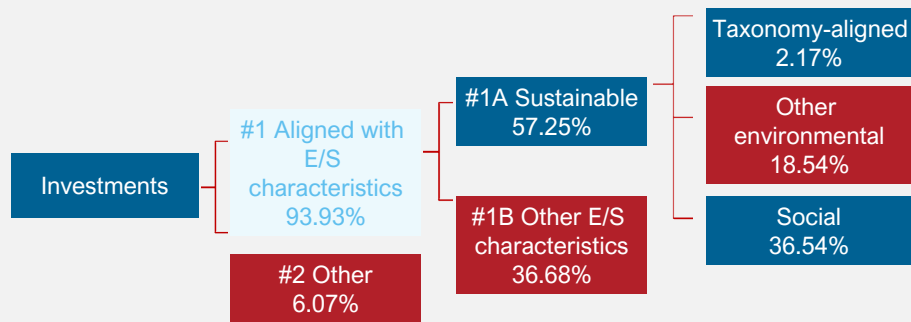 Investments
#1 Aligned with
E/S
characteristics
93.93%
#2 Other
6.07%
#1A Sustainable
57.25%
#1B Other E/S
characteristics
36.68%
Taxonomy-aligned
2.17%
Other
environmental
18.54%
Social
36.54%